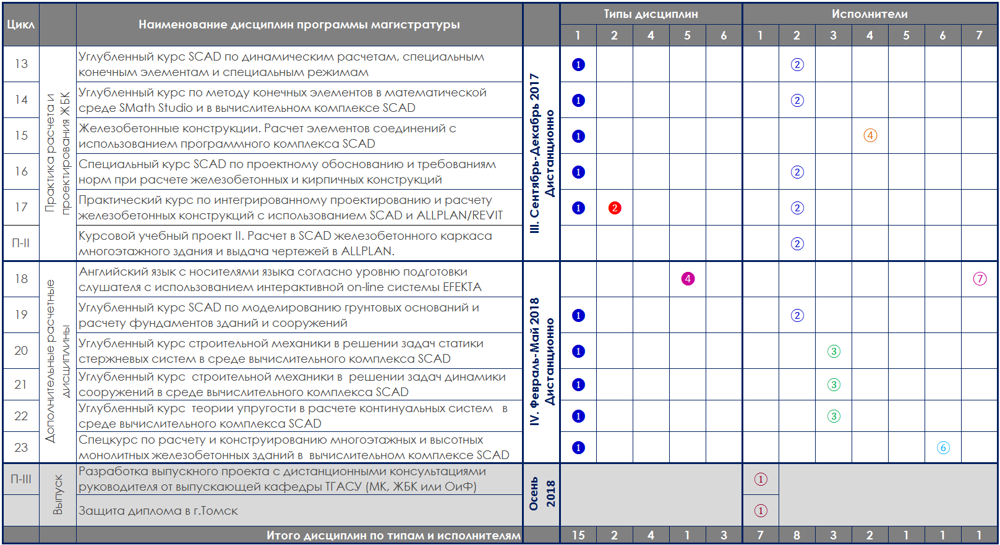 Цикл Наименование дисциплин программы магистратуры Типы дисциплин Исполнители
1 2 4 5 6 1 2 3 4 5 6 7
Практика расчета и
проектирования ЖБК
III. Сентябрь-Декабрь 2017
Дистанционно
13 Углубленный курс SCAD по динамическим расчетам, специальным
конечным элементам и специальным режимам 1 2
14 Углубленный курс по методу конечных элементов в математической
среде SMath Studio и в вычислительном комплексе SCAD 1 2
15 Железобетонные конструкции. Расчет элементов соединений с
использованием программного комплекса SCAD 1 4
16 Специальный курс SCAD по проектному обоснованию и требованиям
норм при расчете железобетонных и кирпичных конструкций 1 2
17 Практический курс по интегрированному проектированию и расчету
железобетонных конструкций с использованием SCAD и ALLPLAN/REVIT 1 2 2
П-II Курсовой учебный проект II. Расчет в SCAD железобетонного каркаса
многоэтажного здания и выдача чертежей в ALLPLAN. 2
Дополнительные расчетные
дисциплины
IV. Февраль-Май 2018
Дистанционно
18 Английский язык с носителями языка согласно уровню подготовки
слушателя с использованием интерактивной on-line системы EFEKTA 4 7
19 Углубленный курс SCAD по моделированию грунтовых оснований и
расчету фундаментов зданий и сооружений 1 2
20 Углубленный курс строительной механики в решении задач статики
стержневых систем в среде вычислительного комплекса SCAD 1 3
21 Углубленный курс строительной механики в решении задач динамики
сооружений в среде вычислительного комплекса SCAD 1 3
22 Углубленный курс теории упругости в расчете континуальных систем в
среде вычислительного комплекса SCAD 1 3
23 Спецкурс по расчету и конструированию многоэтажных и высотных
монолитных железобетонных зданий в вычислительном комплексе SCAD 1 6
Выпуск
Осень
2018
П-III Разработка выпускного проекта с дистанционными консультациями
руководителя от выпускающей кафедры ТГАСУ (МК, ЖБК или ОиФ) 1
Защита диплома в г.Томск 1
Итого дисциплин по типам и исполнителям 15 2 4 1 3 7 8 3 2 1 1 1